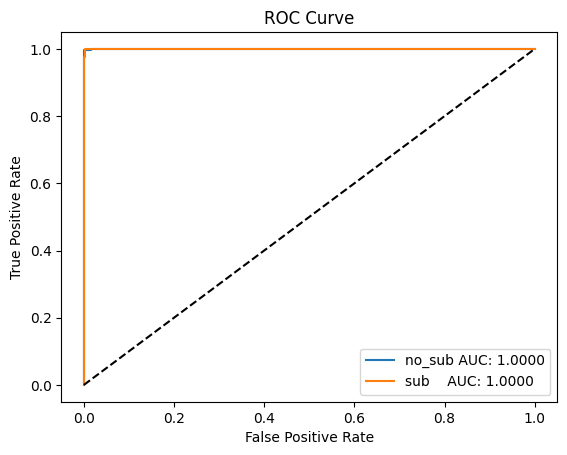 ROC Curve
True Positive Rate
1.0
0.8
0.6
0.4
0.2
0.0
no_sub AUC: 1.0000
sub    AUC: 1.0000
0.0 0.2 0.4 0.6 0.8 1.0
False Positive Rate